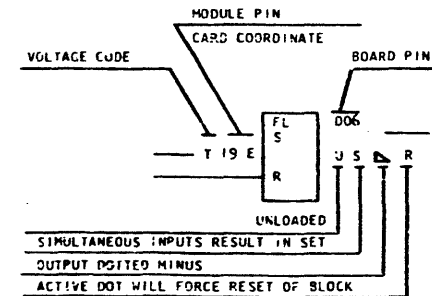 MODULE PIN
CARD COORDINATE
VOLTAGE CODE
BOARD PIN
FL
D06
S
T 19 E
U S R
R
UNLOADED
SIMULTANEOUS INPUTS RESULT IN SET
OUTPUT DOTTED MINUS
ACTIVE DOT WILL FORCE RESET OF BLOCK